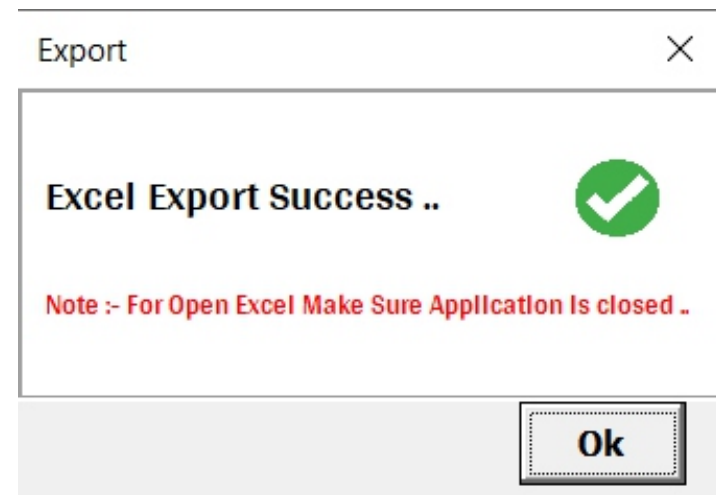 Export
Excel Export Success ..
Note :- For Open Excel Make Sure Application Is closed ..
Ok